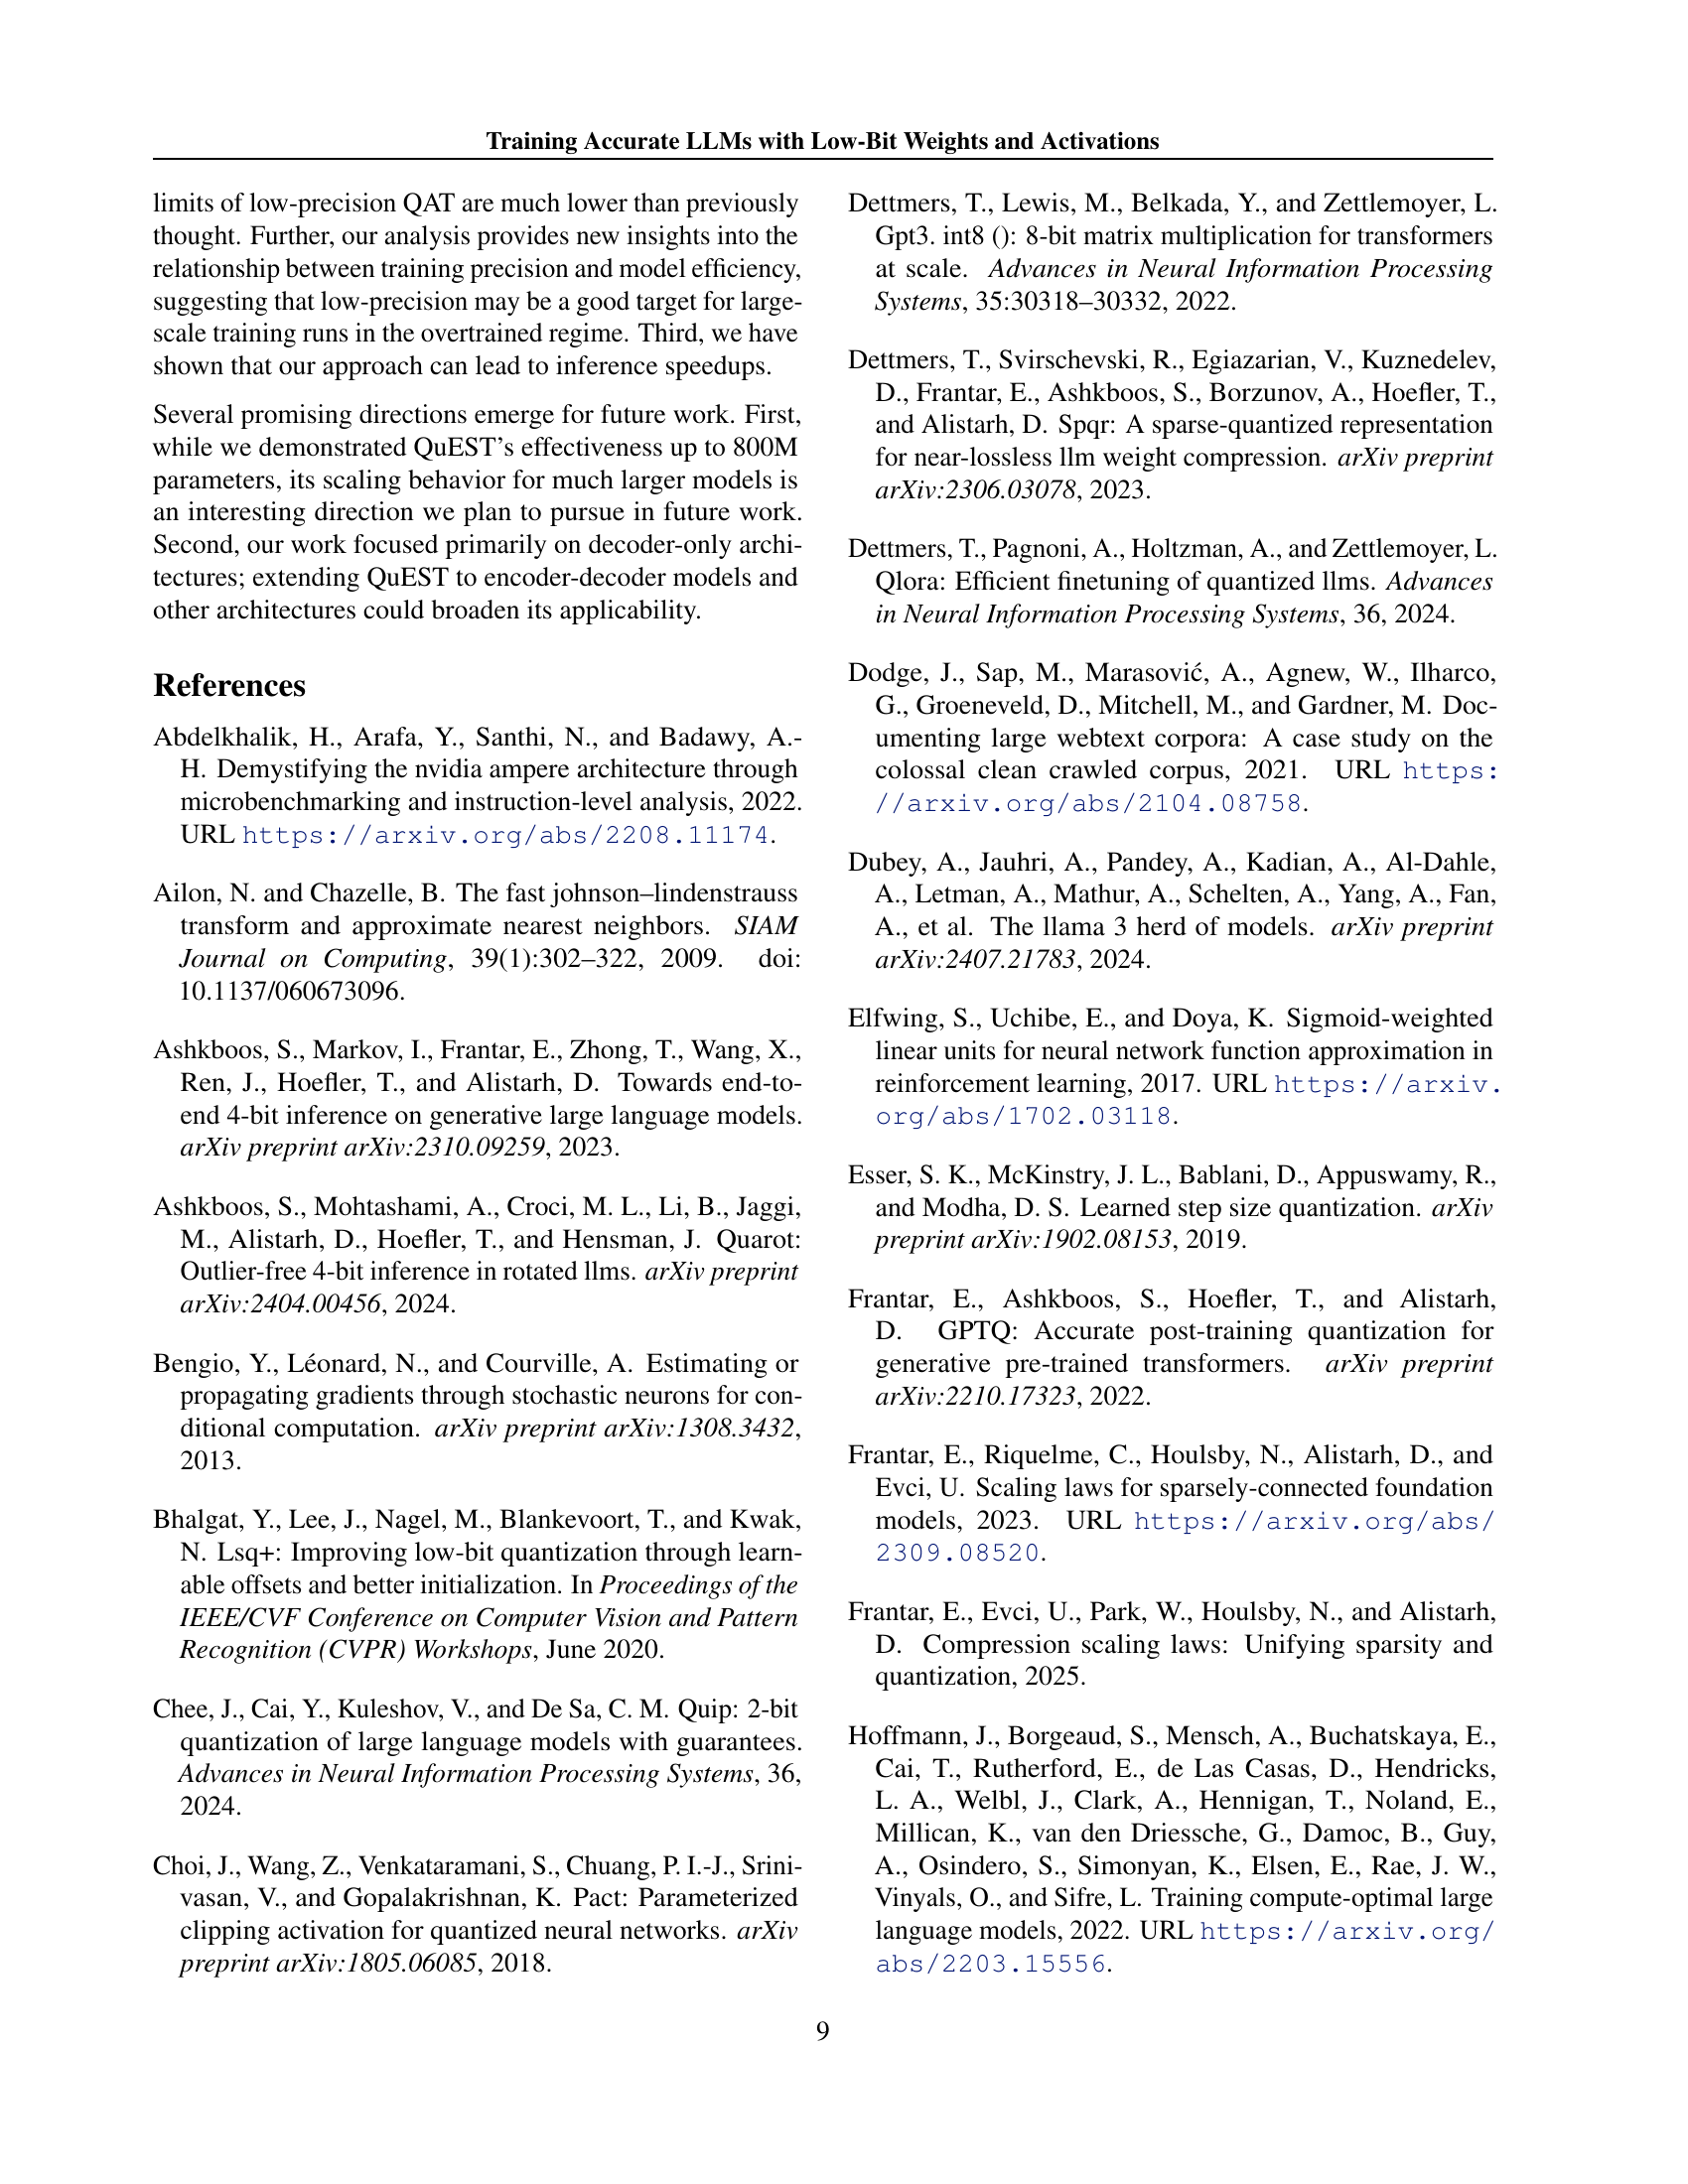 Training Accurate LLMs with Low-Bit Weights and Activations
limits of low-precision QAT are much lower than previously
thought. Further, our analysis provides new insights into the
relationship between training precision and model efficiency,
suggesting that low-precision may be a good target for large-
scale training runs in the overtrained regime. Third, we have
shown that our approach can lead to inference speedups.
Several promising directions emerge for future work. First,
while we demonstrated QuEST's effectiveness up to 800M
parameters, its scaling behavior for much larger models is
an interesting direction we plan to pursue in future work.
Second, our work focused primarily on decoder-only archi-
tectures; extending QuEST to encoder-decoder models and
other architectures could broaden its applicability.
References
Abdelkhalik, H., Arafa, Y., Santhi, N., and Badawy, A.-
H. Demystifying the nvidia ampere architecture through
microbenchmarking and instruction-level analysis, 2022.
URL https://arxiv.org/abs/2208.11174.
Ailon, N. and Chazelle, B. The fast johnson–lindenstrauss
transform and approximate nearest neighbors. SIAM
Journal on Computing, 39(1):302–322, 2009. doi:
10.1137/060673096.
Ashkboos, S., Markov, I., Frantar, E., Zhong, T., Wang, X.,
Ren, J., Hoefler, T., and Alistarh, D. Towards end-to-
end 4-bit inference on generative large language models.
arXiv preprint arXiv:2310.09259, 2023.
Ashkboos, S., Mohtashami, A., Croci, M. L., Li, B., Jaggi,
M., Alistarh, D., Hoefler, T., and Hensman, J. Quarot:
Outlier-free 4-bit inference in rotated llms. arXiv preprint
arXiv:2404.00456, 2024.
Bengio, Y., Léonard, N., and Courville, A. Estimating or
propagating gradients through stochastic neurons for con-
ditional computation. arXiv preprint arXiv:1308.3432,
2013.
Bhalgat, Y., Lee, J., Nagel, M., Blankevoort, T., and Kwak,
N. Lsq+: Improving low-bit quantization through learn-
able offsets and better initialization. In Proceedings of the
IEEE/CVF Conference on Computer Vision and Pattern
Recognition (CVPR) Workshops, June 2020.
Chee, J., Cai, Y., Kuleshov, V., and De Sa, C. M. Quip: 2-bit
quantization of large language models with guarantees.
Advances in Neural Information Processing Systems, 36,
2024.
Choi, J., Wang, Z., Venkataramani, S., Chuang, P. I.-J., Srini-
vasan, V., and Gopalakrishnan, K. Pact: Parameterized
clipping activation for quantized neural networks. arXiv
preprint arXiv:1805.06085, 2018.
Dettmers, T., Lewis, M., Belkada, Y., and Zettlemoyer, L.
Gpt3. int8 (): 8-bit matrix multiplication for transformers
at scale. Advances in Neural Information Processing
Systems, 35:30318–30332, 2022.
Dettmers, T., Svirschevski, R., Egiazarian, V., Kuznedelev,
D., Frantar, E., Ashkboos, S., Borzunov, A., Hoefler, T.,
and Alistarh, D. Spqr: A sparse-quantized representation
for near-lossless llm weight compression. arXiv preprint
arXiv:2306.03078, 2023.
Dettmers, T., Pagnoni, A., Holtzman, A., and Zettlemoyer, L.
Qlora: Efficient finetuning of quantized llms. Advances
in Neural Information Processing Systems, 36, 2024.
Dodge, J., Sap, M., Marasović, A., Agnew, W., Ilharco,
G., Groeneveld, D., Mitchell, M., and Gardner, M. Doc-
umenting large webtext corpora: A case study on the
colossal clean crawled corpus, 2021. URL https:
//arxiv.org/abs/2104.08758.
Dubey, A., Jauhri, A., Pandey, A., Kadian, A., Al-Dahle,
A., Letman, A., Mathur, A., Schelten, A., Yang, A., Fan,
A., et al. The llama 3 herd of models. arXiv preprint
arXiv:2407.21783, 2024.
Elfwing, S., Uchibe, E., and Doya, K. Sigmoid-weighted
linear units for neural network function approximation in
reinforcement learning, 2017. URL https://arxiv.
org/abs/1702.03118.
Esser, S. K., McKinstry, J. L., Bablani, D., Appuswamy, R.,
and Modha, D. S. Learned step size quantization. arXiv
preprint arXiv:1902.08153, 2019.
Frantar, E., Ashkboos, S., Hoefler, T., and Alistarh,
D. GPTQ: Accurate post-training quantization for
generative pre-trained transformers. arXiv preprint
arXiv:2210.17323, 2022.
Frantar, E., Riquelme, C., Houlsby, N., Alistarh, D., and
Evci, U. Scaling laws for sparsely-connected foundation
models, 2023. URL https://arxiv.org/abs/
2309.08520.
Frantar, E., Evci, U., Park, W., Houlsby, N., and Alistarh,
D. Compression scaling laws: Unifying sparsity and
quantization, 2025.
Hoffmann, J., Borgeaud, S., Mensch, A., Buchatskaya, E.,
Cai, T., Rutherford, E., de Las Casas, D., Hendricks,
L. A., Welbl, J., Clark, A., Hennigan, T., Noland, E.,
Millican, K., van den Driessche, G., Damoc, B., Guy,
A., Osindero, S., Simonyan, K., Elsen, E., Rae, J. W.,
Vinyals, O., and Sifre, L. Training compute-optimal large
language models, 2022. URL https://arxiv.org/
abs/2203.15556.
9